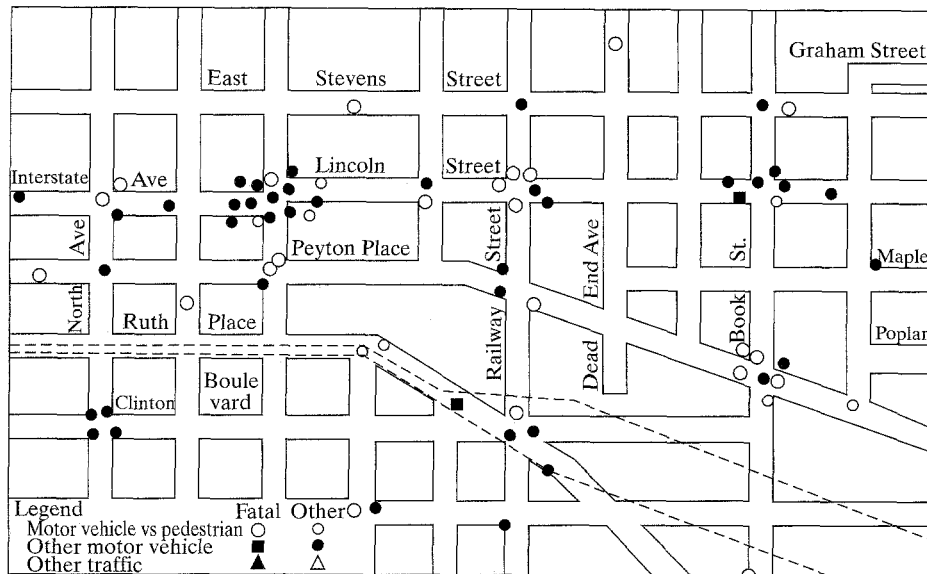 Graham Street
East Stevens Street
Lincoln Street
Interstate Ave
Ave
Peyton Place
Street
End Ave
St.
Maple
North
Ruth Place
Railway
Dead
Book
Poplar
Clinton
Boule
vard
Legend Fatal Other
Motor vehicle vs pedestrian
Other motor vehicle
Other traffic